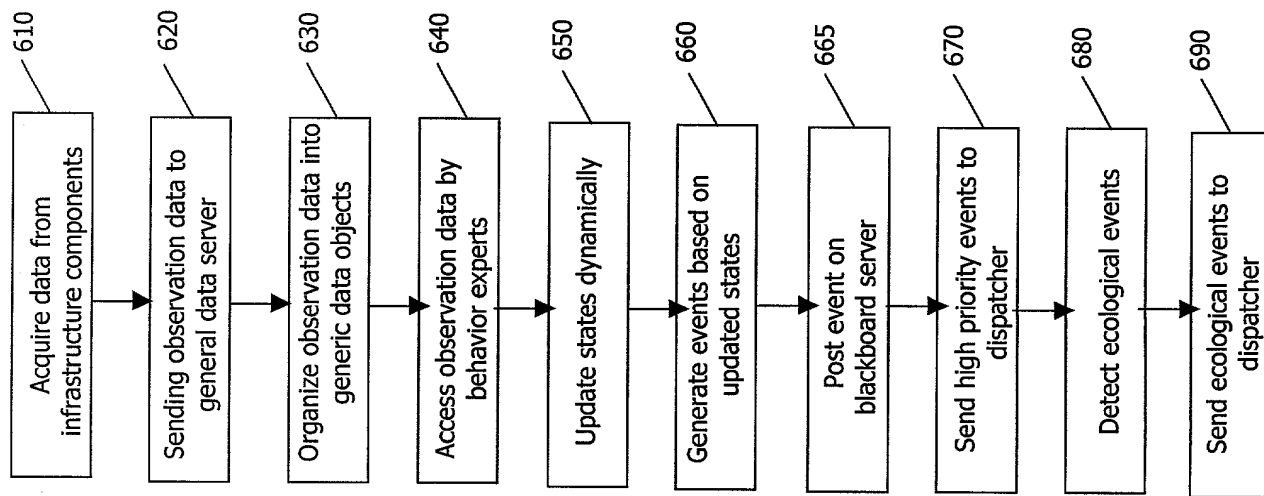 610
Acquire data from
infrastructure components
620
Sending observation data to
general data server
630
Organize observation data into
generic data objects
640
Access observation data by
behavior experts
650
Update states dynamically
660
Generate events based on
updated states
665
Post event on
blackboard server
670
Send high priority events to
dispatcher
680
Detect ecological events
690
Send ecological events to
dispatcher